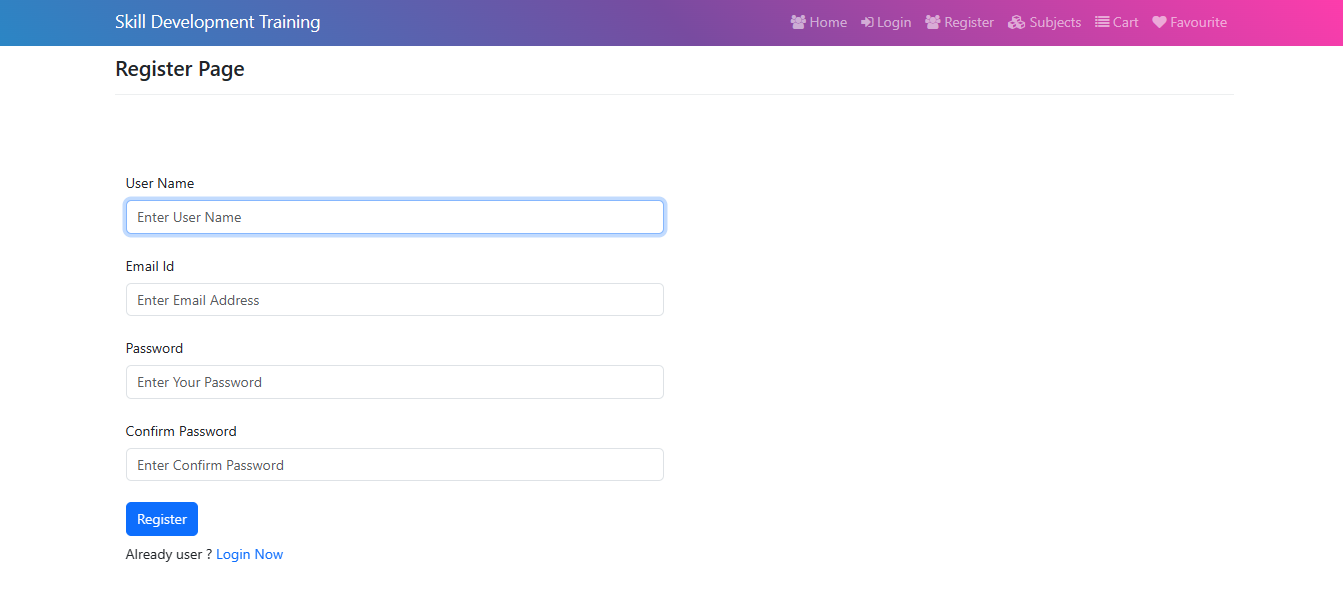 Skill Development Training Home Login Register Subjects Cart Favourite
Register Page
User Name
Enter User Name
Email Id
Enter Email Address
Password
Enter Your Password
Confirm Password
Enter Confirm Password
Register
Already user ? Login Now